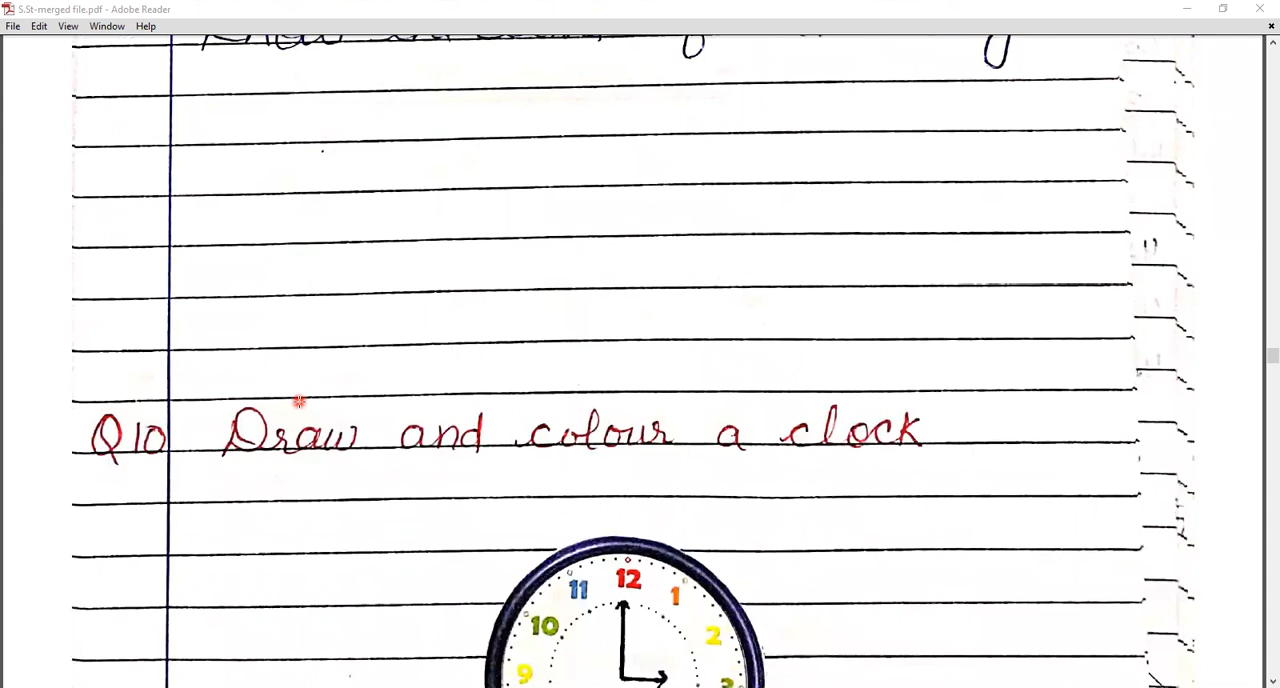 S.St-merged file.pdf - Adobe Reader
File Edit View Window Help
Q10 Draw and colour a clock
12
11 1
10 2
9 3